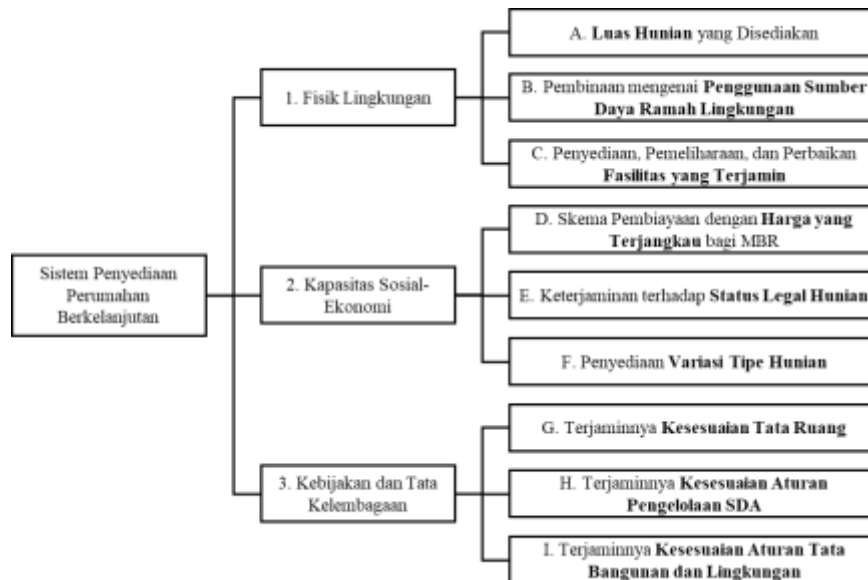 Sistem Penyediaan
Perumahan
Berkelanjutan
1. Fisik Lingkungan
A. Luas Hunian yang Disediakan
B. Pembinaan mengenai Penggunaan Sumber
Daya Ramah Lingkungan
C. Penyediaan, Pemeliharaan, dan Perbaikan
Fasilitas yang Terjamin
2. Kapasitas Sosial-
Ekonomi
D. Skema Pembiayaan dengan Harga yang
Terjangkau bagi MBR
E. Keterjaminan terhadap Status Legal Hunian
F. Penyediaan Variasi Tipe Hunian
3. Kebijakan dan Tata
Kelembagaan
G. Terjaminnya Kesesuaian Tata Ruang
H. Terjaminnya Kesesuaian Aturan
Pengelolaan SDA
I. Terjaminnya Kesesuaian Aturan Tata
Bangunan dan Lingkungan